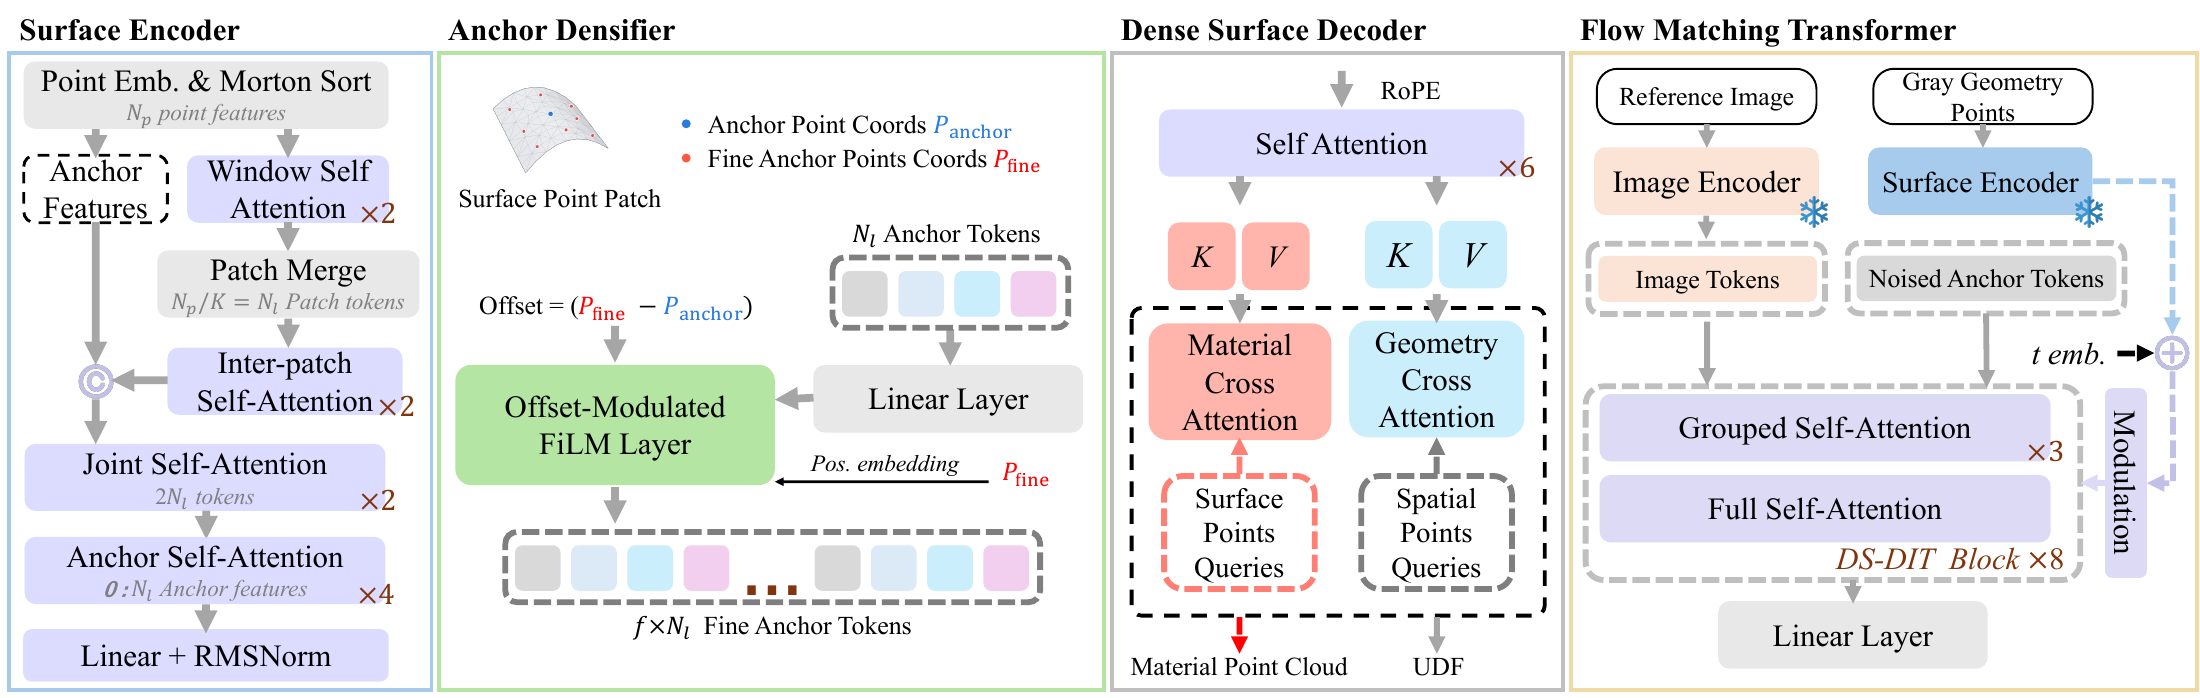 Surface Encoder
Point Emb. & Morton Sort
Nₚ point features
Anchor
Features
Window Self
Attention ×2
Patch Merge
Nₚ/K = Nₗ Patch tokens
Inter-patch
Self-Attention ×2
©
Joint Self-Attention
2Nₗ tokens
×2
Anchor Self-Attention
0:Nₗ Anchor features
×4
Linear + RMSNorm
Anchor Densifier
Surface Point Patch
Anchor Point Coords P_anchor
Fine Anchor Points Coords P_fine
Nₗ Anchor Tokens
Offset = (P_fine − P_anchor)
Linear Layer
Offset-Modulated
FiLM Layer
Pos. embedding
P_fine
...
f×Nₗ Fine Anchor Tokens
Dense Surface Decoder
RoPE
Self Attention
×6
K V
K V
Material
Cross
Attention
Geometry
Cross
Attention
Surface
Points
Queries
Spatial
Points
Queries
Material Point Cloud
UDF
Flow Matching Transformer
Reference Image
Gray Geometry
Points
Image Encoder
Surface Encoder
Image Tokens
Noised Anchor Tokens
t emb.
Grouped Self-Attention
×3
Full Self-Attention
DS-DIT Block ×8
Modulation
Linear Layer